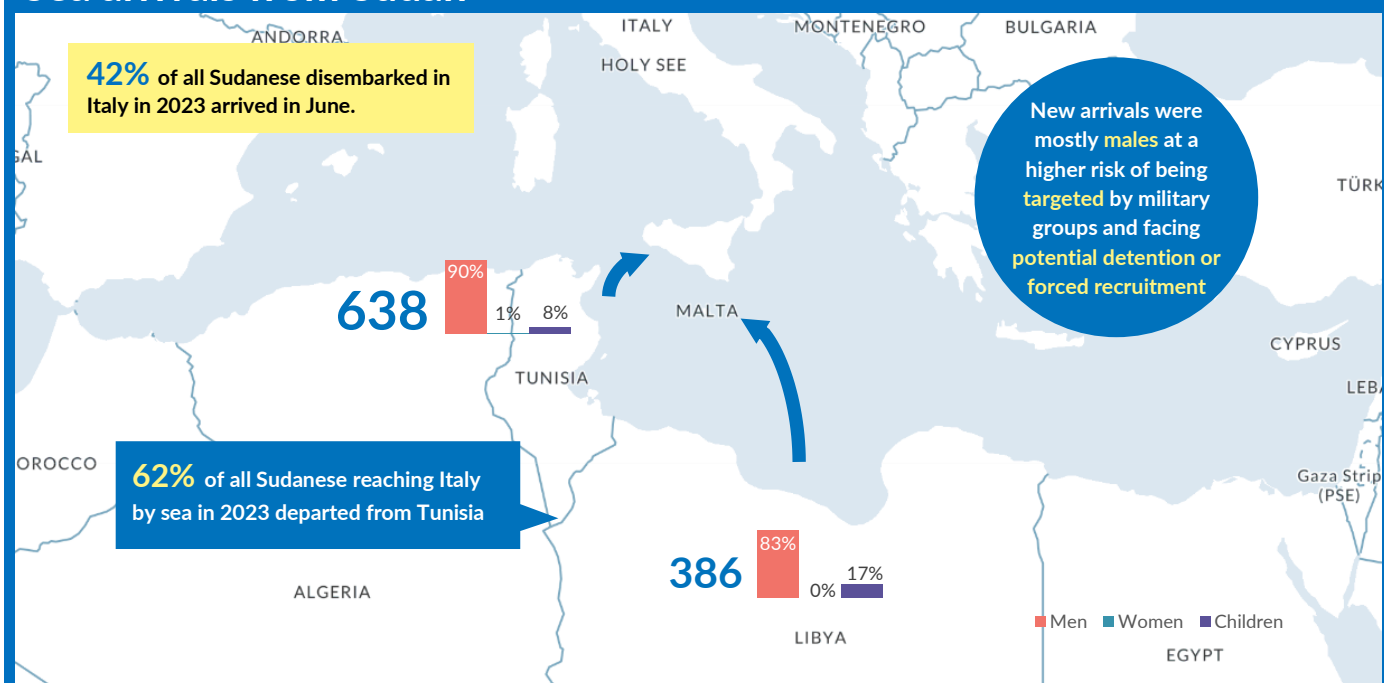 ANDORRA
ITALY
MONTENEGRO
BULGARIA
HOLY SEE
42% of all Sudanese disembarked in
Italy in 2023 arrived in June.
New arrivals were
mostly males at a
higher risk of being
targeted by military
groups and facing
potential detention or
forced recruitment
GAL
TÜRK
638
90%
1%
8%
MALTA
CYPRUS
TUNISIA
LEBA
OROCCO
62% of all Sudanese reaching Italy
by sea in 2023 departed from Tunisia
Gaza Strip
(PSE)
386
83%
0%
17%
ALGERIA
LIBYA
Men
Women
Children
EGYPT